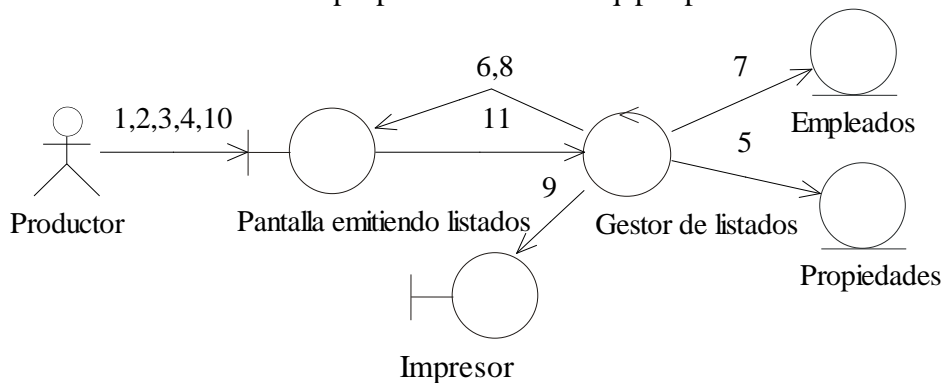 6,8
7
1,2,3,4,10
11
Empleados
5
9
Productor
Pantalla emitiendo listados
Gestor de listados
Propiedades
Impresor